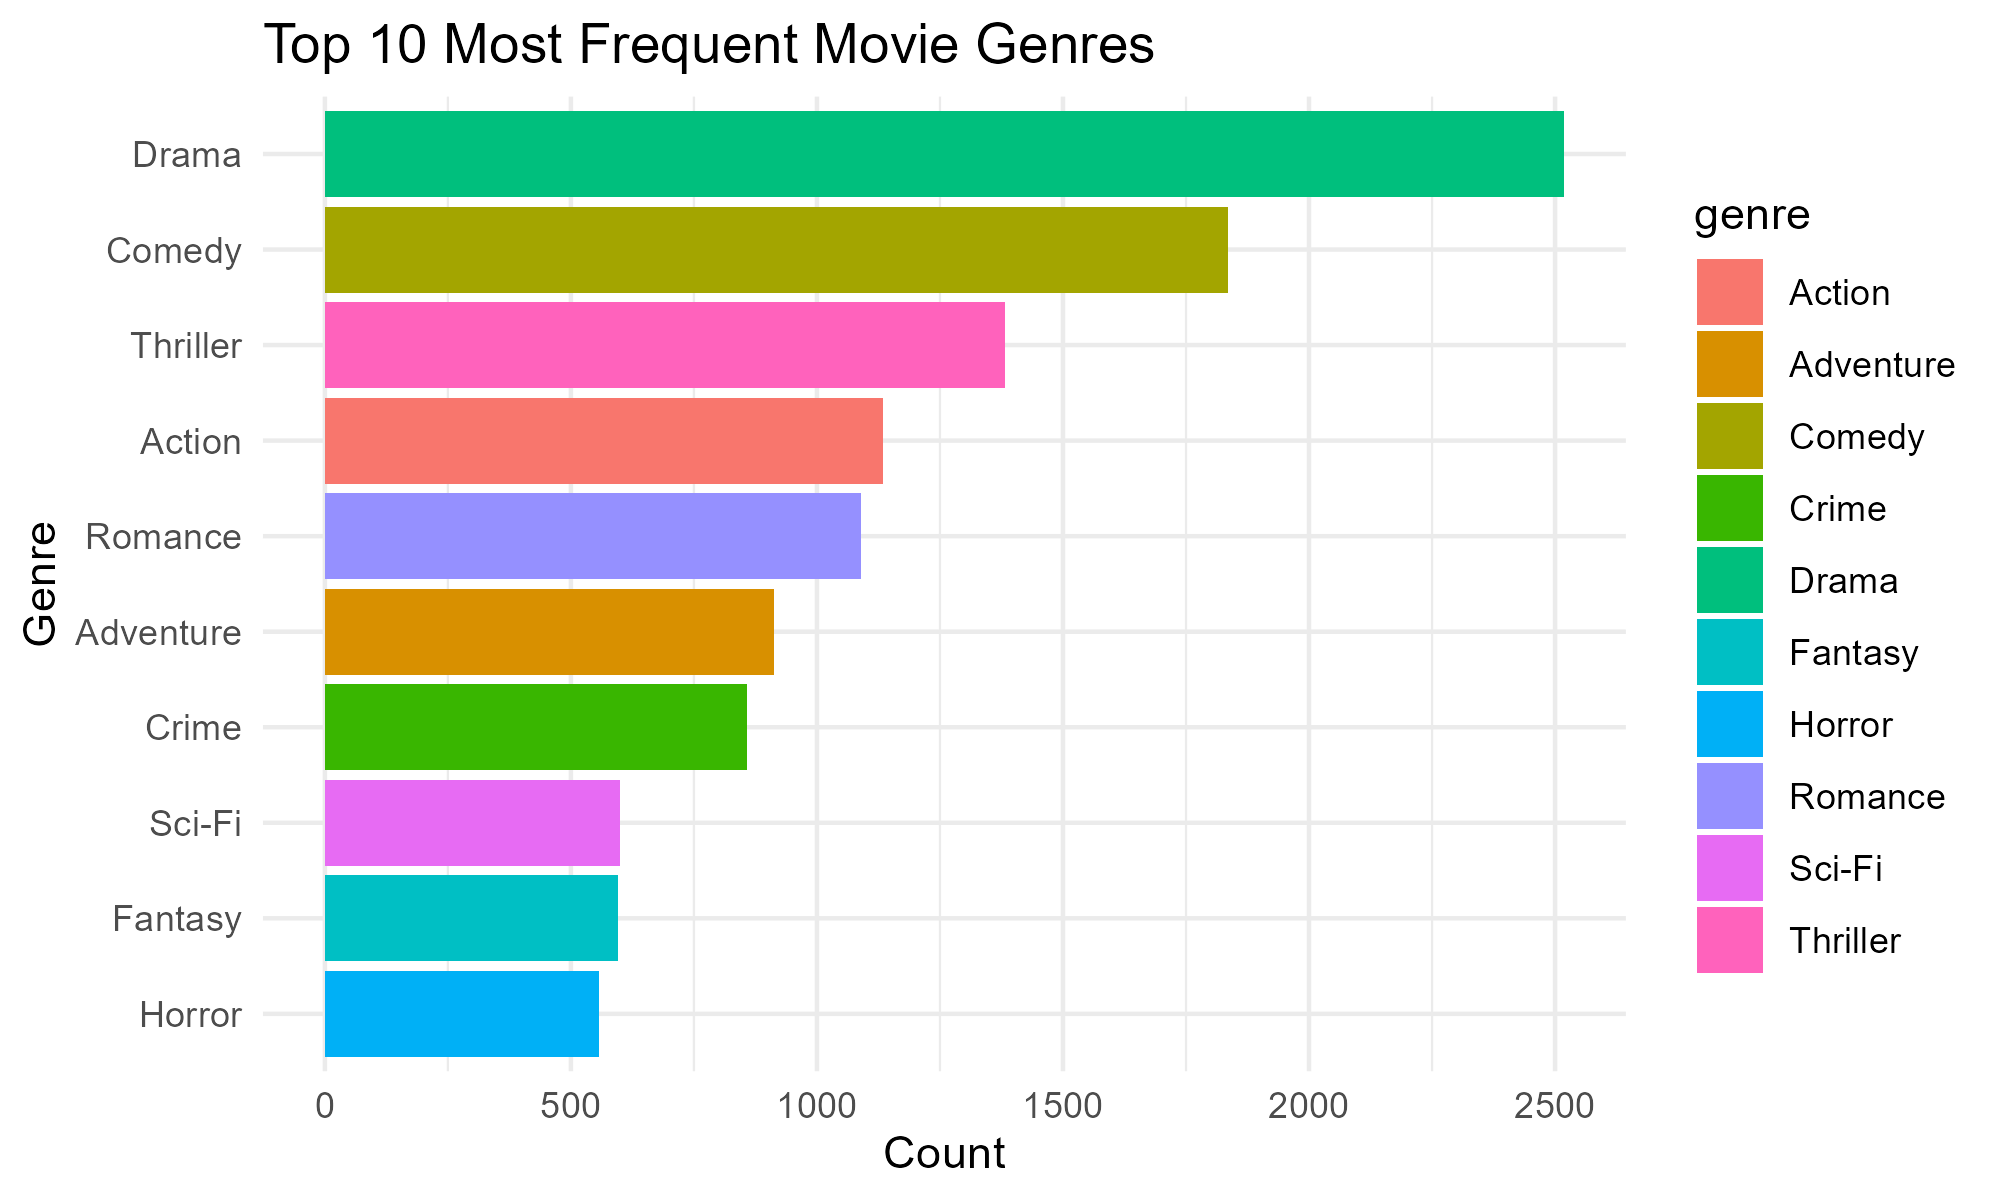 Top 10 Most Frequent Movie Genres
Genre
Drama
Comedy
Thriller
Action
Romance
Adventure
Crime
Sci-Fi
Fantasy
Horror
0 500 1000 1500 2000 2500
Count
genre
Action
Adventure
Comedy
Crime
Drama
Fantasy
Horror
Romance
Sci-Fi
Thriller